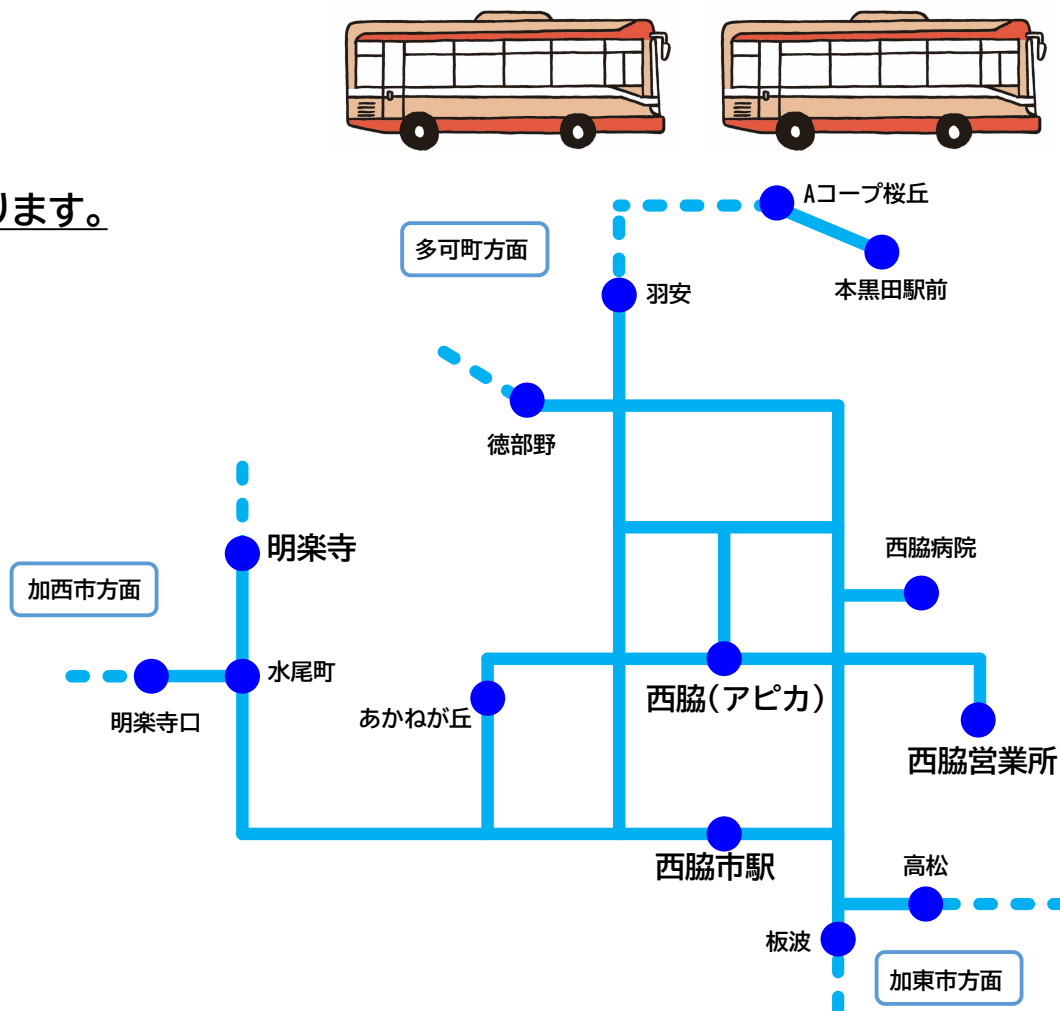 ります。
Aコープ桜丘
多可町方面
本黒田駅前
羽安
徳部野
明楽寺
西脇病院
加西市方面
水尾町
西脇(アピカ)
明楽寺口
あかねが丘
西脇営業所
西脇市駅
高松
板波
加東市方面